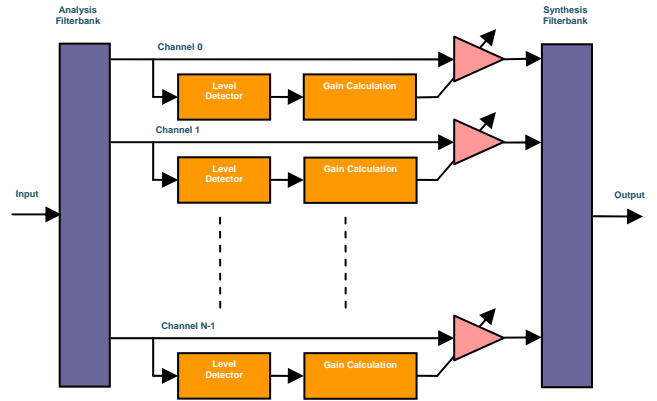 Analysis
Filterbank
Synthesis
Filterbank
Channel 0
Level
Detector
Gain Calculation
Channel 1
Level
Detector
Gain Calculation
Input
Output
Channel N-1
Level
Detector
Gain Calculation